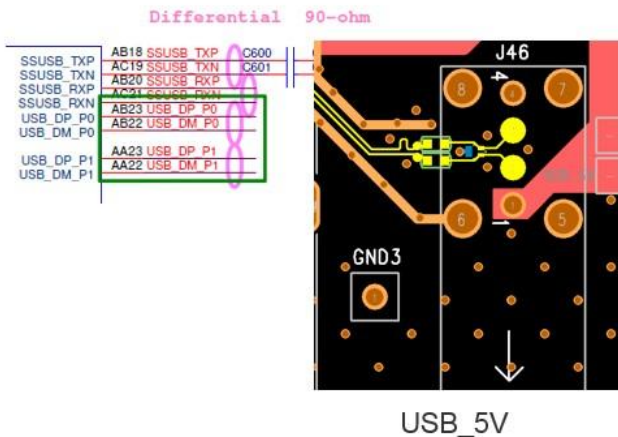 Differential 90-ohm
SSUSB_TXP AB18 SSUSB_TXP C600
SSUSB_TXN AC19 SSUSB_TXN C601
SSUSB_RXP AB20 SSUSB_RXP
SSUSB_RXN AC21 SSUSB_RXN
USB_DP_P0 AB23 USB_DP_P0
USB_DM_P0 AB22 USB_DM_P0
USB_DP_P1 AA23 USB_DP_P1
USB_DM_P1 AA22 USB_DM_P1
J46
8 4 4 7
6 1 1 5
GND3
USB_5V